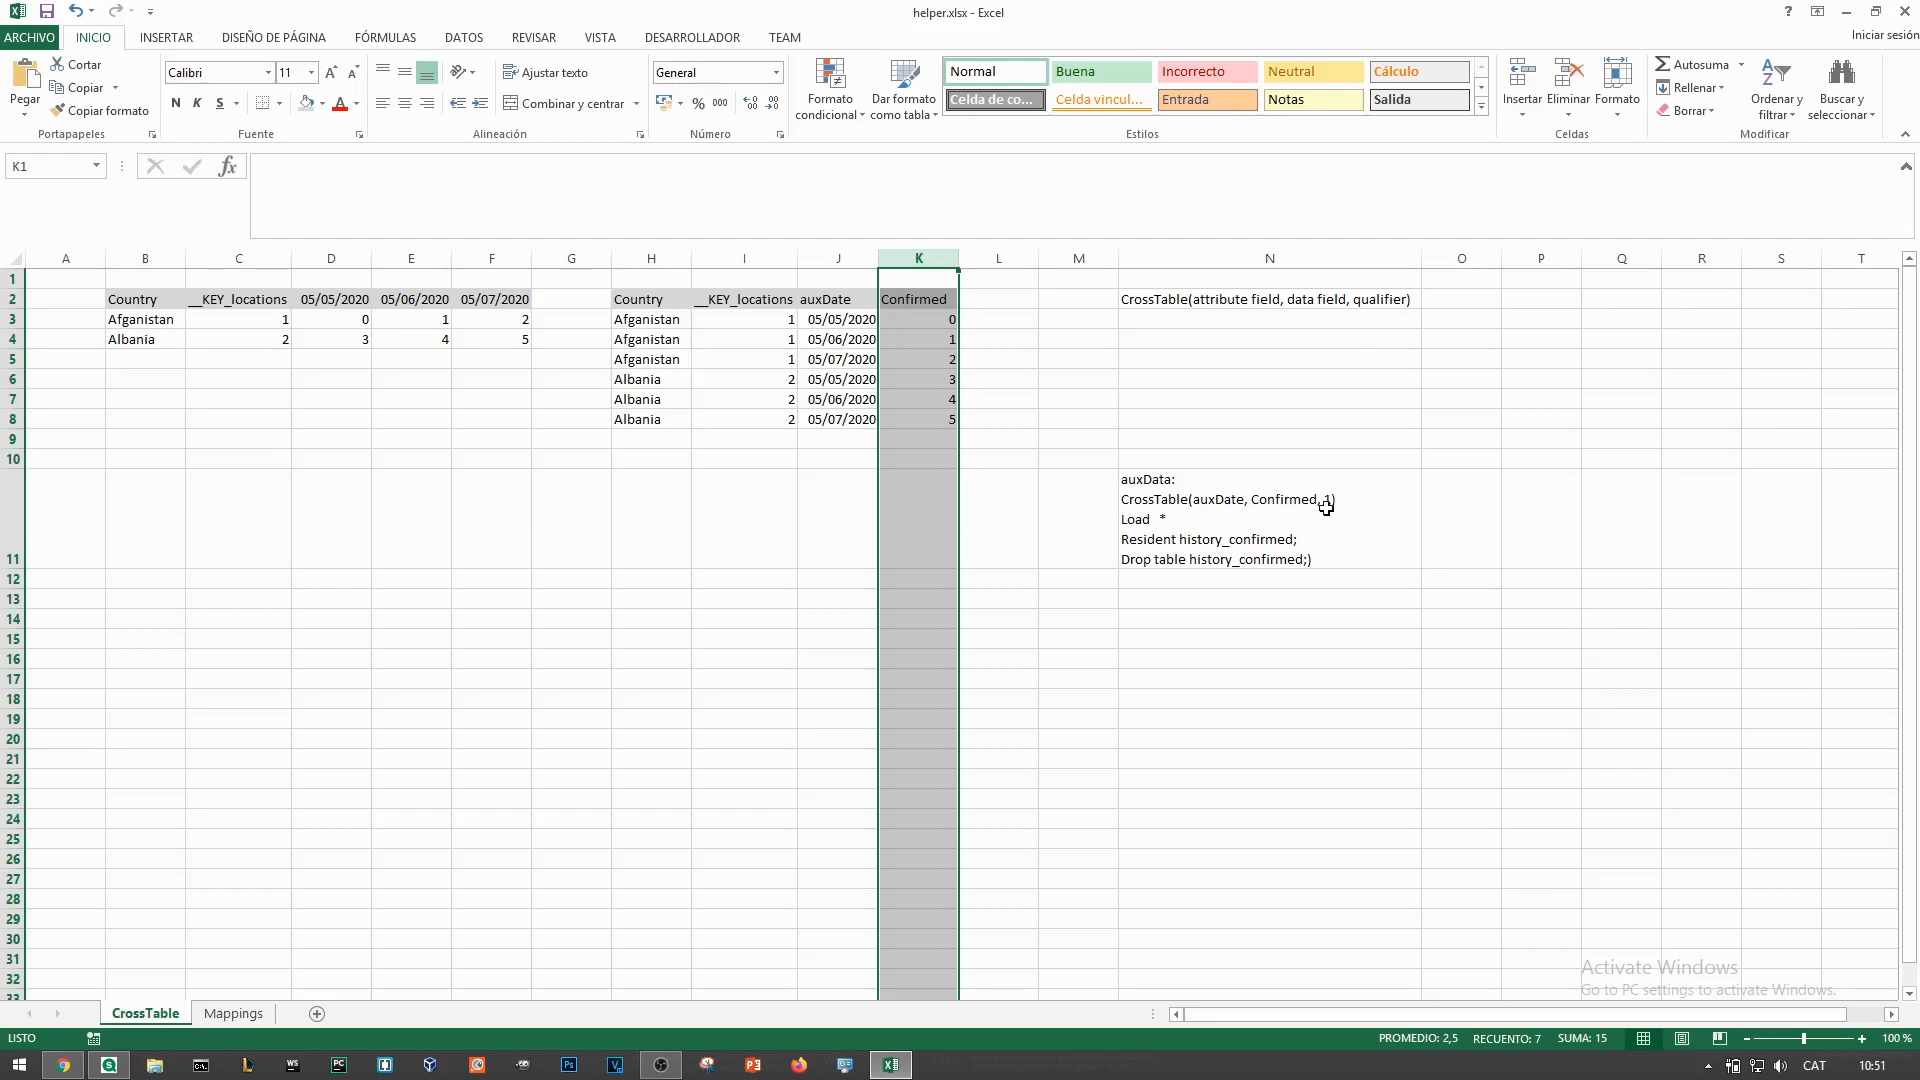 helper.xlsx - Excel
?
ARCHIVO INICIO INSERTAR DISEÑO DE PÁGINA FÓRMULAS DATOS REVISAR VISTA DESARROLLADOR TEAM
Iniciar sesión
Pegar
Cortar
Copiar
Copiar formato
Portapapeles
Calibri 11
N K S
Fuente
Ajustar texto
Combinar y centrar
Alineación
General
% 000
Número
Formato condicional
Dar formato como tabla
Normal Buena Incorrecto Neutral Cálculo
Celda de co... Celda vincul... Entrada Notas Salida
Estilos
Insertar Eliminar Formato
Celdas
Autosuma
Rellenar
Borrar
Ordenar y filtrar
Buscar y seleccionar
Modificar
K1
fx
A B C D E F G H I J K L M N O P Q R S T
1
2 Country __KEY_locations 05/05/2020 05/06/2020 05/07/2020 Country __KEY_locations auxDate Confirmed CrossTable(attribute field, data field, qualifier)
3 Afganistan 1 0 1 2 Afganistan 1 05/05/2020 0
4 Albania 2 3 4 5 Afganistan 1 05/06/2020 1
5 Afganistan 1 05/07/2020 2
6 Albania 2 05/05/2020 3
7 Albania 2 05/06/2020 4
8 Albania 2 05/07/2020 5
9
10
auxData:
CrossTable(auxDate, Confirmed, 1)
Load *
Resident history_confirmed;
11 Drop table history_confirmed;)
12
13
14
15
16
17
18
19
20
21
22
23
24
25
26
27
28
29
30
31
32
33
Activate Windows
Go to PC settings to activate Windows.
CrossTable Mappings
LISTO
PROMEDIO: 2,5 RECUENTO: 7 SUMA: 15
100 %
CAT
10:51